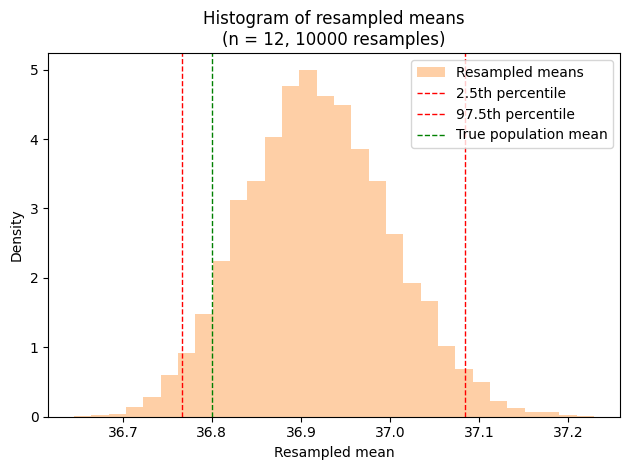 Histogram of resampled means
(n = 12, 10000 resamples)
Resampled means
2.5th percentile
97.5th percentile
True population mean
Density
5
4
3
2
1
0
36.7 36.8 36.9 37.0 37.1 37.2
Resampled mean